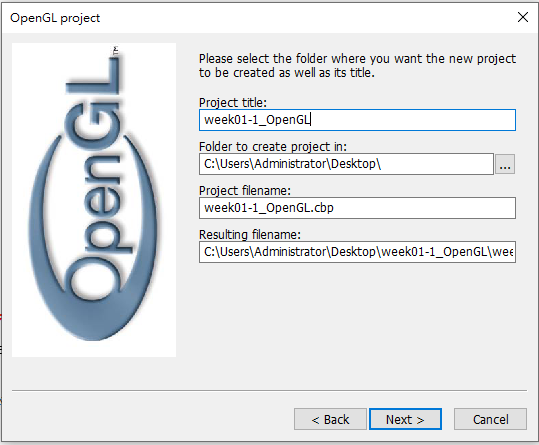 OpenGL project
Please select the folder where you want the new project
to be created as well as its title.
Project title:
week01-1_OpenGL
Folder to create project in:
C:\Users\Administrator\Desktop\
...
Project filename:
week01-1_OpenGL.cbp
Resulting filename:
C:\Users\Administrator\Desktop\week01-1_OpenGL\wee
OpenGL™
< Back
Next >
Cancel